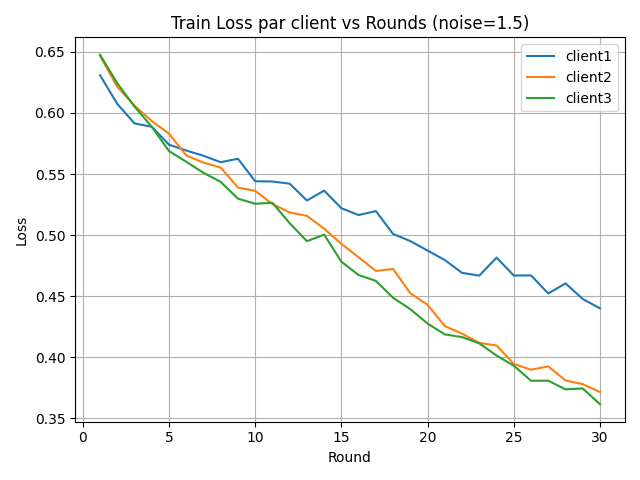 Train Loss par client vs Rounds (noise=1.5)
client1
client2
client3
Loss
0.65
0.60
0.55
0.50
0.45
0.40
0.35
0 5 10 15 20 25 30
Round